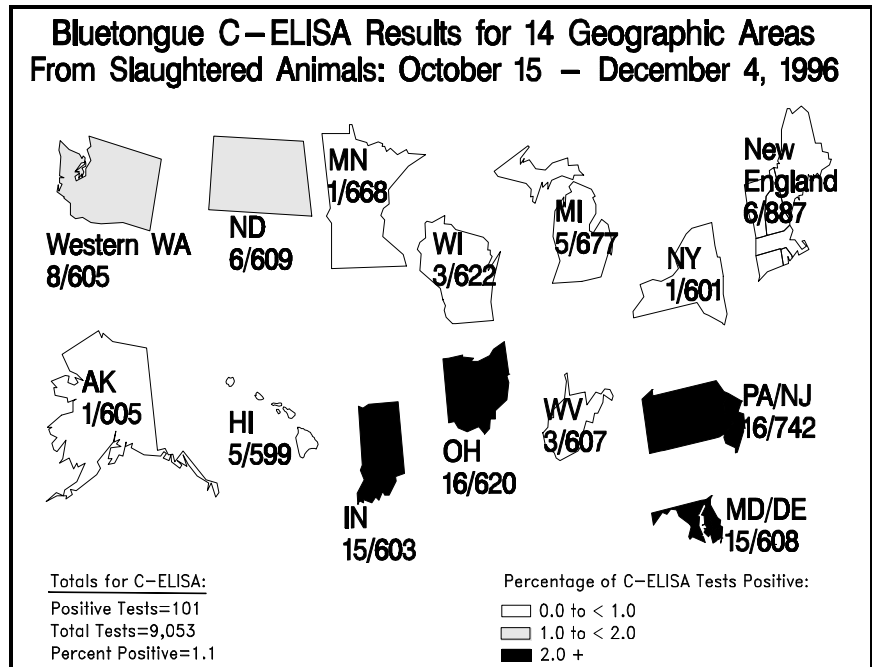 Bluetongue C-ELISA Results for 14 Geographic Areas
From Slaughtered Animals: October 15 - December 4, 1996
Western WA
8/605
ND
6/609
MN
1/668
WI
3/622
MI
5/677
NY
1/601
New
England
6/887
AK
1/605
HI
5/599
IN
15/603
OH
16/620
WV
3/607
PA/NJ
16/742
MD/DE
15/608
Totals for C-ELISA:
Positive Tests=101
Total Tests=9,053
Percent Positive=1.1
Percentage of C-ELISA Tests Positive:
0.0 to < 1.0
1.0 to < 2.0
2.0 +